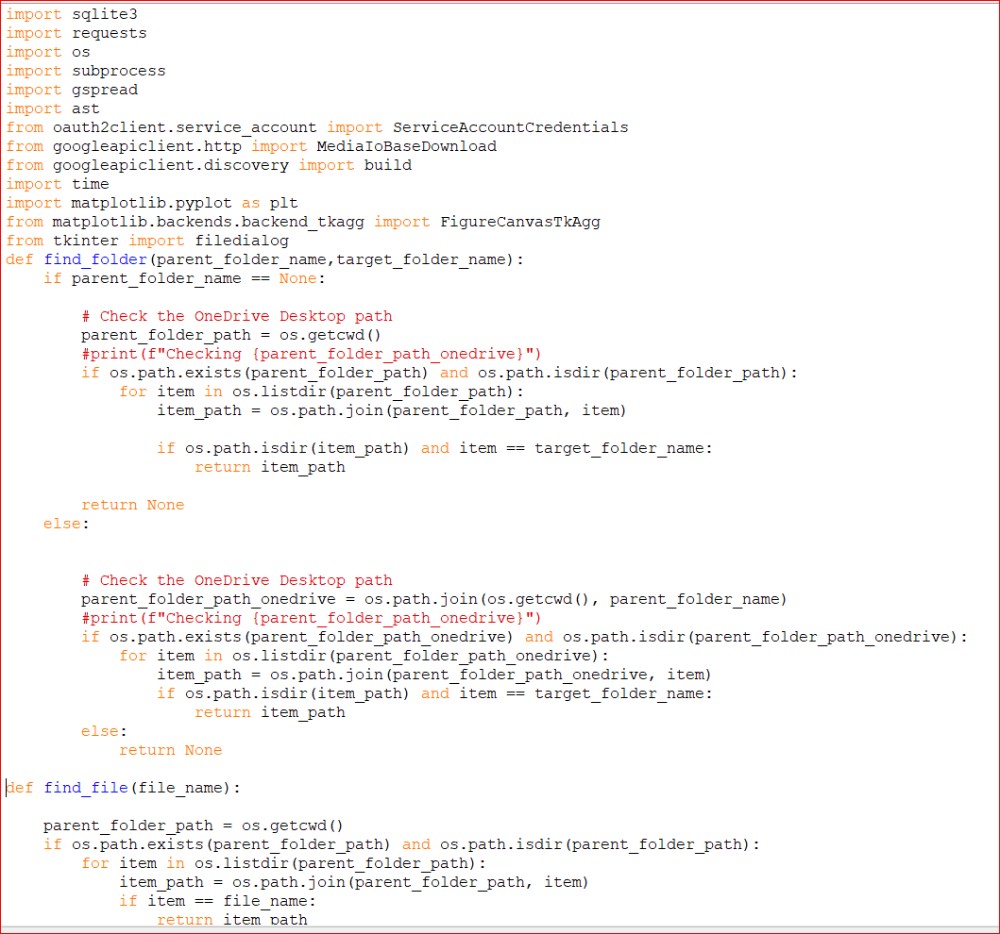 import sqlite3
import requests
import os
import subprocess
import gspread
import ast
from oauth2client.service_account import ServiceAccountCredentials
from googleapiclient.http import MediaIoBaseDownload
from googleapiclient.discovery import build
import time
import matplotlib.pyplot as plt
from matplotlib.backends.backend_tkagg import FigureCanvasTkAgg
from tkinter import filedialog
def find_folder(parent_folder_name,target_folder_name):
    if parent_folder_name == None:
        # Check the OneDrive Desktop path
        parent_folder_path = os.getcwd()
        #print(f"Checking {parent_folder_path_onedrive}")
        if os.path.exists(parent_folder_path) and os.path.isdir(parent_folder_path):
            for item in os.listdir(parent_folder_path):
                item_path = os.path.join(parent_folder_path, item)
                if os.path.isdir(item_path) and item == target_folder_name:
                    return item_path
        return None
    else:
        # Check the OneDrive Desktop path
        parent_folder_path_onedrive = os.path.join(os.getcwd(), parent_folder_name)
        #print(f"Checking {parent_folder_path_onedrive}")
        if os.path.exists(parent_folder_path_onedrive) and os.path.isdir(parent_folder_path_onedrive):
            for item in os.listdir(parent_folder_path_onedrive):
                item_path = os.path.join(parent_folder_path_onedrive, item)
                if os.path.isdir(item_path) and item == target_folder_name:
                    return item_path
        else:
            return None
def find_file(file_name):
    parent_folder_path = os.getcwd()
    if os.path.exists(parent_folder_path) and os.path.isdir(parent_folder_path):
        for item in os.listdir(parent_folder_path):
            item_path = os.path.join(parent_folder_path, item)
            if item == file_name:
                return item_path